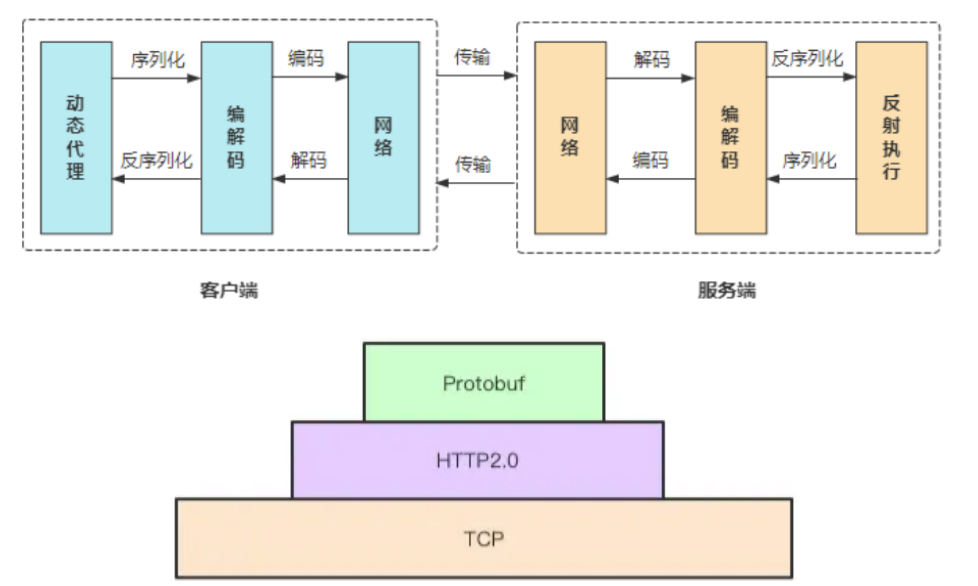 序列化
编码
传输
解码
反序列化
动态代理
编解码
网络
网络
编解码
反射执行
反序列化
解码
传输
编码
序列化
客户端
服务端
Protobuf
HTTP2.0
TCP